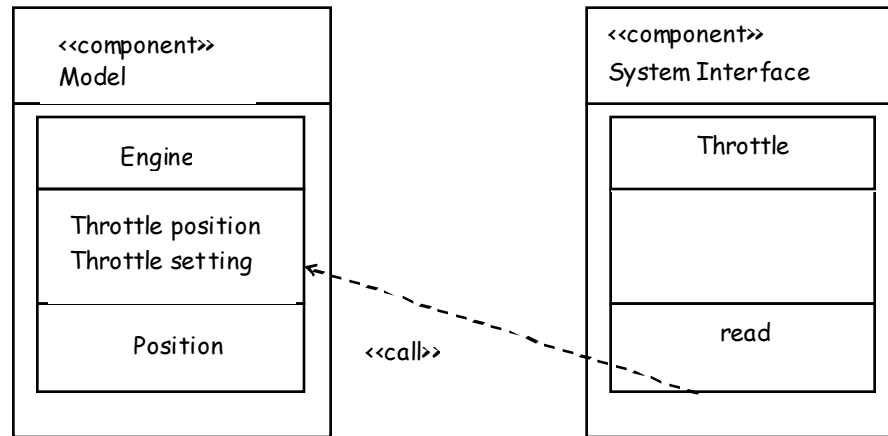 <<component>>
Model
Engine
Throttle position
Throttle setting
Position
<<call>>
<<component>>
System Interface
Throttle
read